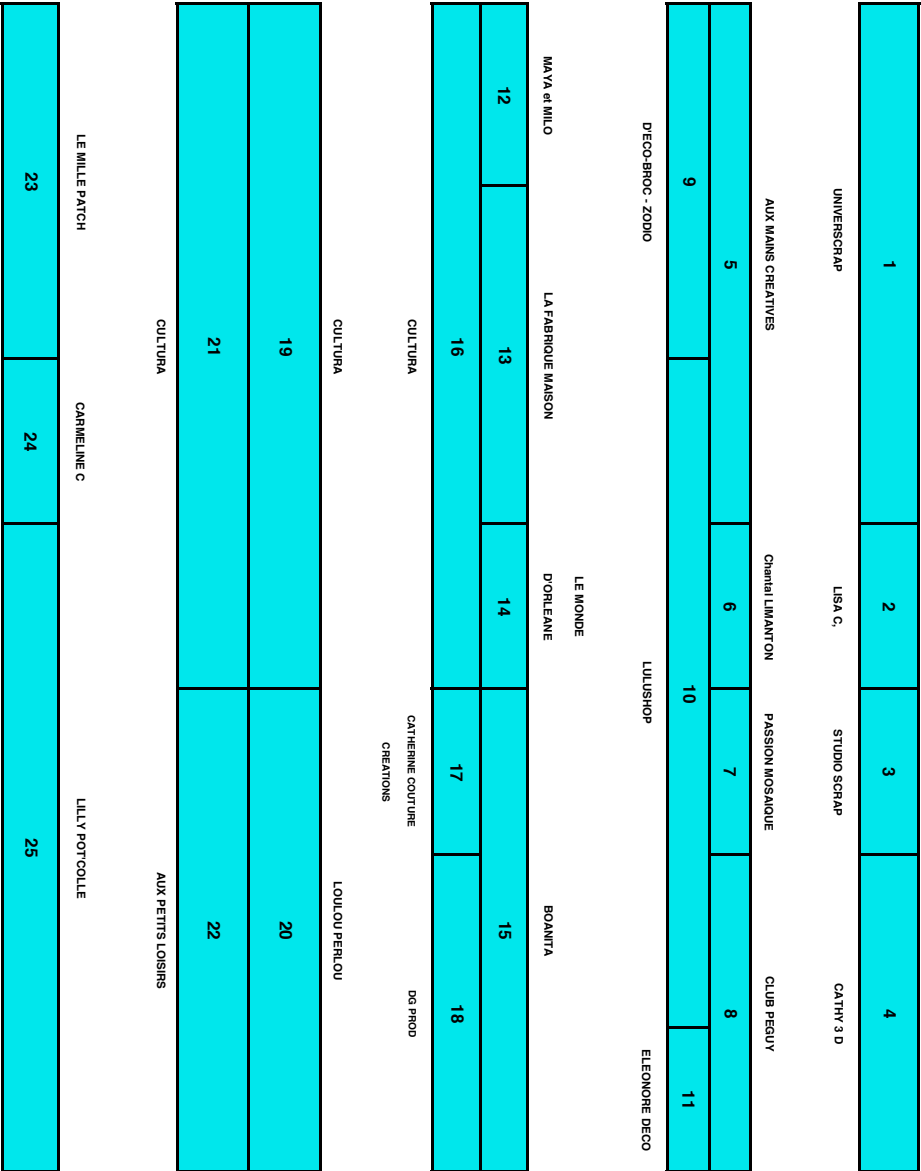 1
2
3
4
UNIVERSCRAP
LISA C,
STUDIO SCRAP
CATHY 3 D
AUX MAINS CREATIVES
Chantal LIMANTON
PASSION MOSAIQUE
CLUB PEGUY
5
6
7
8
9
10
11
D'ECO-BROC - ZODIO
LULUSHOP
ELEONORE DECO
LE MONDE
MAYA et MILO
LA FABRIQUE MAISON
D'ORLEANE
BOANITA
12
13
14
15
16
17
18
CULTURA
CATHERINE COUTURE
DG PROD
CREATIONS
CULTURA
LOULOU PERLOU
19
20
21
22
CULTURA
AUX PETITS LOISIRS
LE MILLE PATCH
CARMELINE C
LILLY POT'COLLE
23
24
25